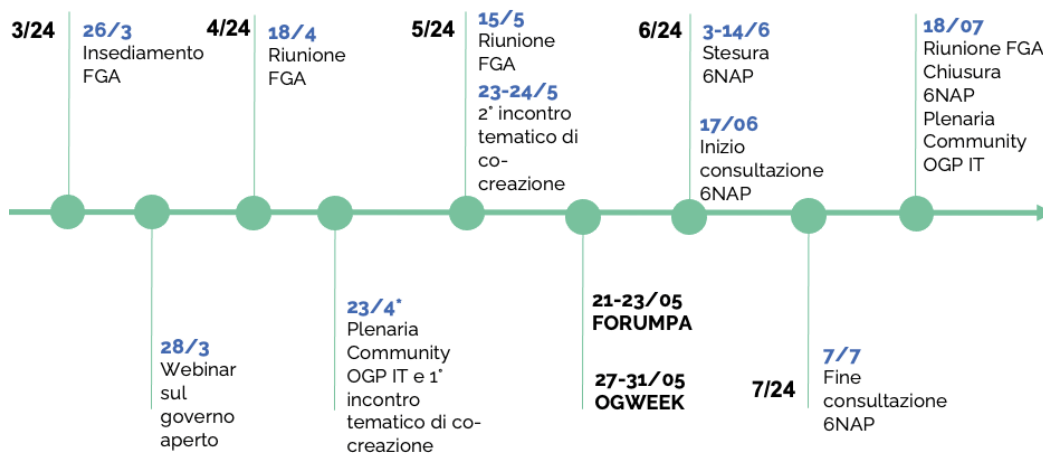 3/24
26/3
Insediamento
FGA
4/24
18/4
Riunione
FGA
5/24
15/5
Riunione
FGA
23-24/5
2° incontro
tematico di
co-
creazione
6/24
3-14/6
Stesura
6NAP
17/06
Inizio
consultazione
6NAP
18/07
Riunione FGA
Chiusura
6NAP
Plenaria
Community
OGP IT
28/3
Webinar
sul
governo
aperto
23/4*
Plenaria
Community
OGP IT e 1°
incontro
tematico di co-
creazione
21-23/05
FORUMPA
27-31/05
OGWEEK
7/24
7/7
Fine
consultazione
6NAP